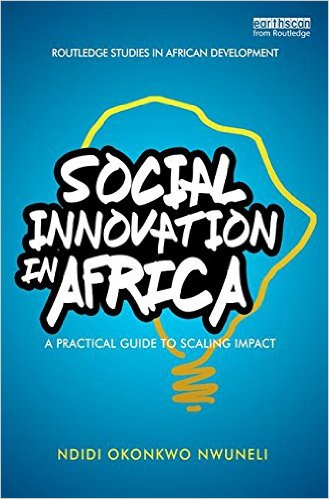 earthscan
from Routledge
ROUTLEDGE STUDIES IN AFRICAN DEVELOPMENT
SOCIAL
INNOVATION
IN AFRICA
A PRACTICAL GUIDE TO SCALING IMPACT
NDIDI OKONKWO NWUNELI